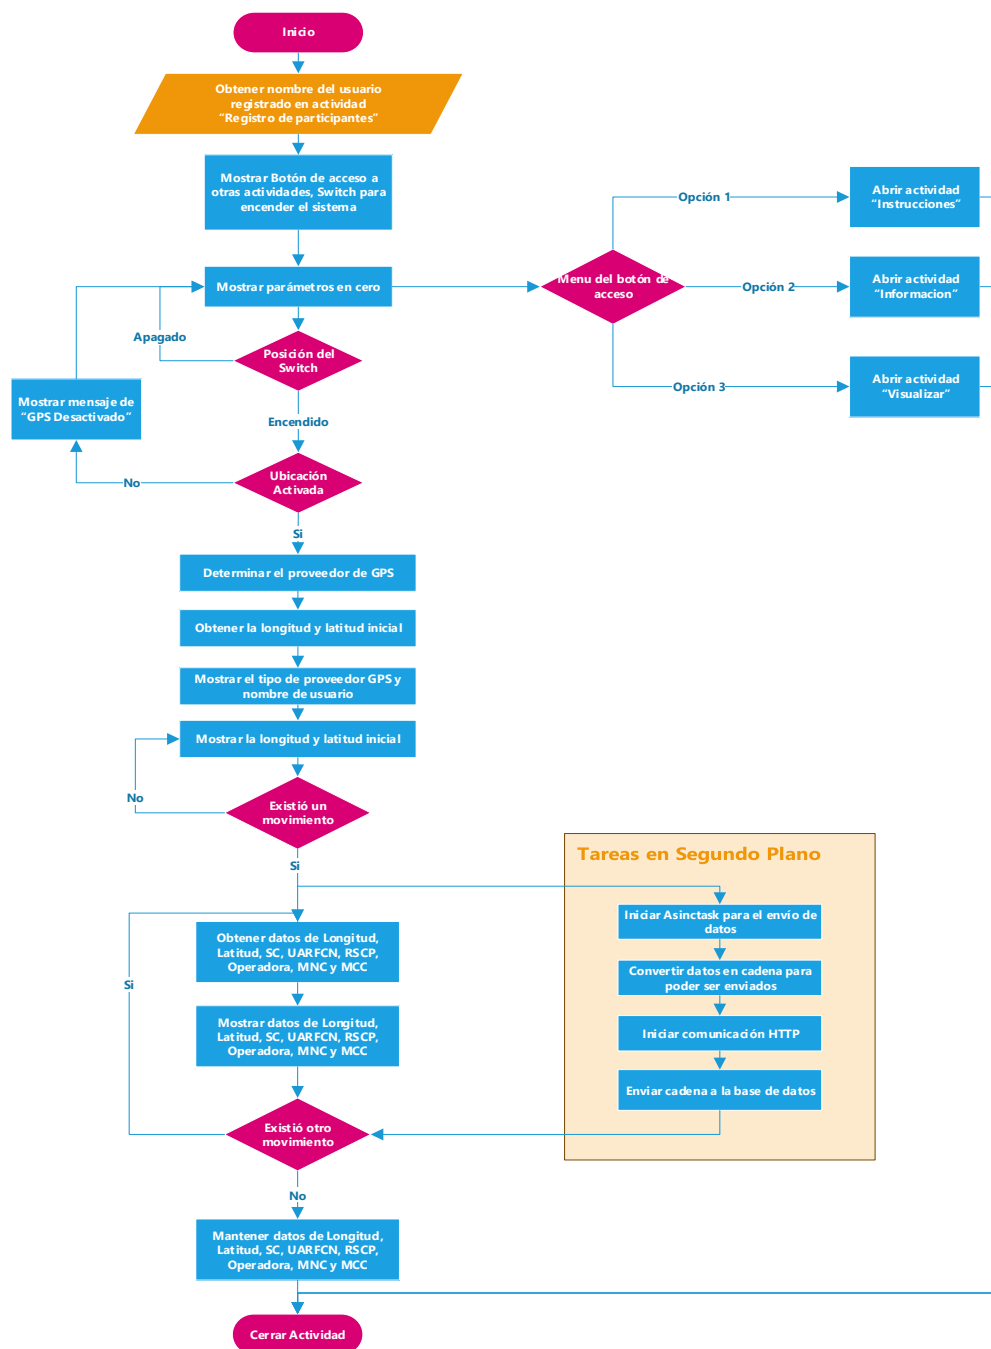 Inicio
Obtener nombre del usuario
registrado en actividad
“Registro de participantes”
Mostrar Botón de acceso a
otras actividades, Switch para
encender el sistema
Mostrar parámetros en cero
Menu del botón de
acceso
Opción 1
Opción 2
Opción 3
Abrir actividad
“Instrucciones”
Abrir actividad
“Informacion”
Abrir actividad
“Visualizar”
Apagado
Posición del
Switch
Mostrar mensaje de
“GPS Desactivado”
Encendido
Ubicación
Activada
No
Si
Determinar el proveedor de GPS
Obtener la longitud y latitud inicial
Mostrar el tipo de proveedor GPS y
nombre de usuario
Mostrar la longitud y latitud inicial
No
Existió un
movimiento
Si
Tareas en Segundo Plano
Iniciar Asinctask para el envío de
datos
Convertir datos en cadena para
poder ser enviados
Iniciar comunicación HTTP
Enviar cadena a la base de datos
Obtener datos de Longitud,
Latitud, SC, UARFCN, RSCP,
Operadora, MNC y MCC
Si
Mostrar datos de Longitud,
Latitud, SC, UARFCN, RSCP,
Operadora, MNC y MCC
Existió otro
movimiento
No
Mantener datos de Longitud,
Latitud, SC, UARFCN, RSCP,
Operadora, MNC y MCC
Cerrar Actividad